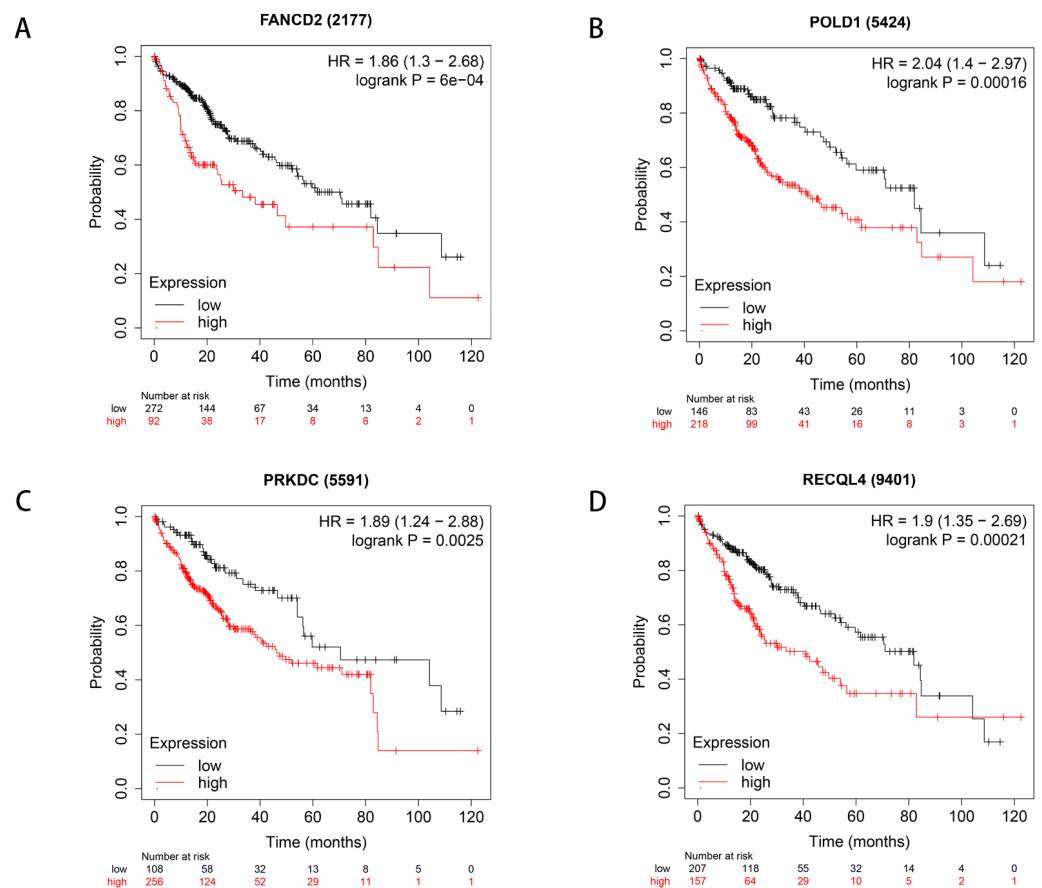 A
FANCD2 (2177)
HR = 1.86 (1.3 − 2.68)
logrank P = 6e−04
Probability
0.0 0.2 0.4 0.6 0.8 1.0
Expression
low
high
0 20 40 60 80 100 120
Time (months)
Number at risk
low 272 144 67 34 13 4 0
high 92 38 17 8 6 2 1
B
POLD1 (5424)
HR = 2.04 (1.4 − 2.97)
logrank P = 0.00016
Probability
0.0 0.2 0.4 0.6 0.8 1.0
Expression
low
high
0 20 40 60 80 100 120
Time (months)
Number at risk
low 146 83 43 26 11 3 0
high 218 99 41 16 8 3 1
C
PRKDC (5591)
HR = 1.89 (1.24 − 2.88)
logrank P = 0.0025
Probability
0.0 0.2 0.4 0.6 0.8 1.0
Expression
low
high
0 20 40 60 80 100 120
Time (months)
Number at risk
low 108 58 32 13 8 5 0
high 256 124 52 29 11 1 1
D
RECQL4 (9401)
HR = 1.9 (1.35 − 2.69)
logrank P = 0.00021
Probability
0.0 0.2 0.4 0.6 0.8 1.0
Expression
low
high
0 20 40 60 80 100 120
Time (months)
Number at risk
low 207 118 55 32 14 4 0
high 157 64 29 10 5 2 1